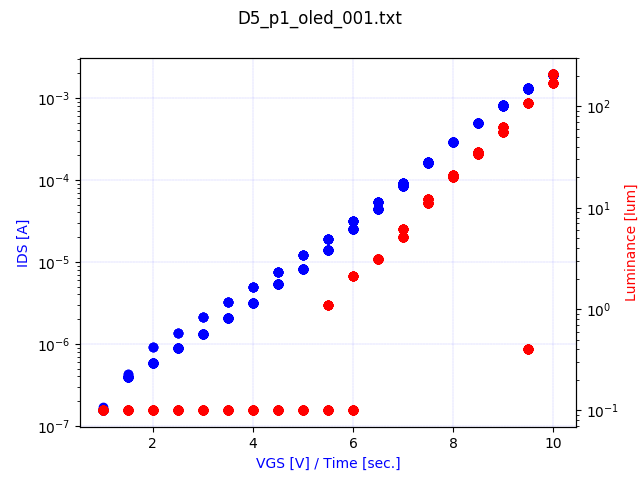 D5_p1_oled_001.txt
10⁻³
10⁻⁴
10⁻⁵
10⁻⁶
10⁻⁷
IDS [A]
10²
10¹
10⁰
10⁻¹
Luminance [lum]
2 4 6 8 10
VGS [V] / Time [sec.]